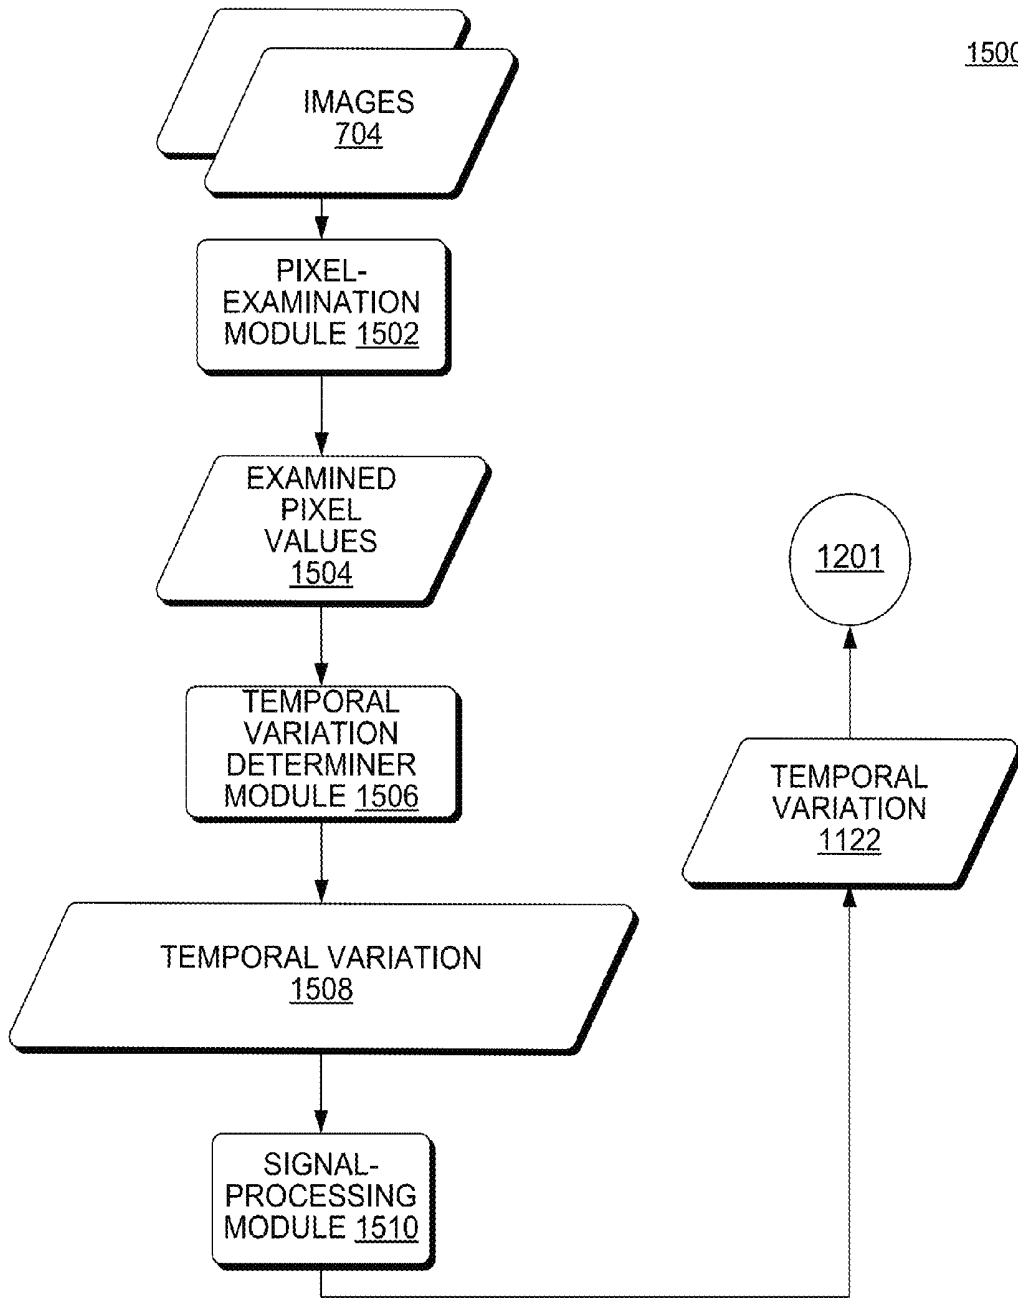 1500
IMAGES
704
PIXEL-
EXAMINATION
MODULE 1502
EXAMINED
PIXEL
VALUES
1504
TEMPORAL
VARIATION
DETERMINER
MODULE 1506
TEMPORAL VARIATION
1508
SIGNAL-
PROCESSING
MODULE 1510
1201
TEMPORAL
VARIATION
1122